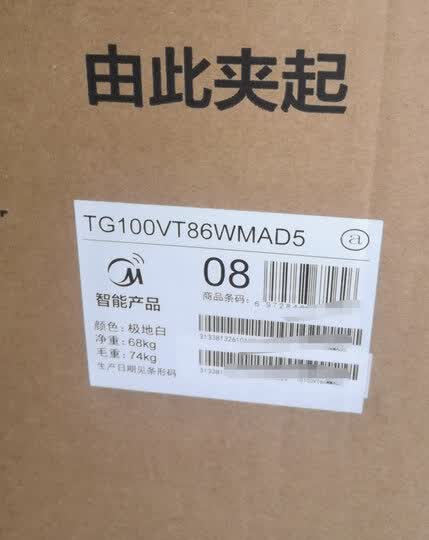 由此夹起
TG100VT86WMAD5
a
08
智能产品
商品条码:
颜色: 极地白
净重: 68kg
毛重: 74kg
生产日期见条形码